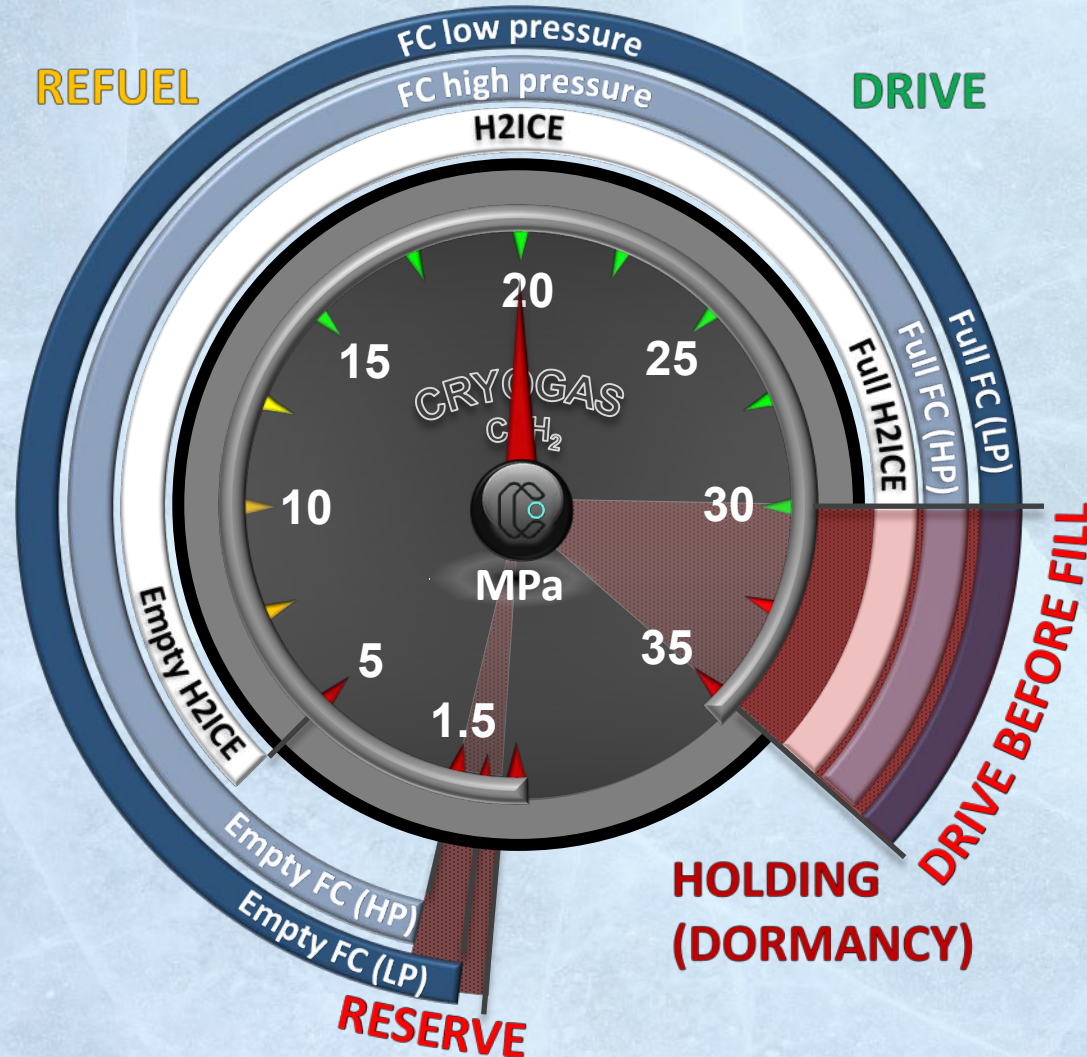 FC low pressure
REFUEL
DRIVE
FC high pressure
H2ICE
20
15
25
CRYOGAS
Full H2ICE
Full FC (HP)
Full FC (LP)
10
30
MPa
5
35
1.5
Empty H2ICE
Empty FC (HP)
Empty FC (LP)
RESERVE
DRIVE BEFORE FILL
HOLDING
(DORMANCY)